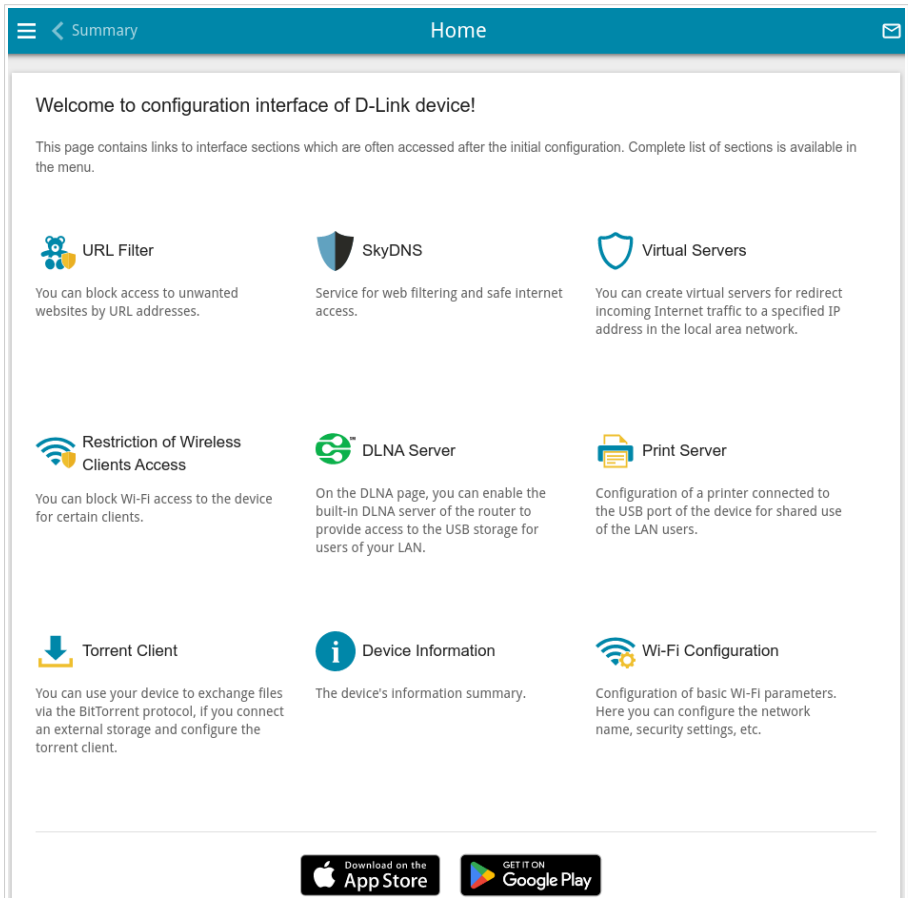 Summary
Home
Welcome to configuration interface of D-Link device!
This page contains links to interface sections which are often accessed after the initial configuration. Complete list of sections is available in
the menu.
URL Filter
You can block access to unwanted
websites by URL addresses.
SkyDNS
Service for web filtering and safe internet
access.
Virtual Servers
You can create virtual servers for redirect
incoming Internet traffic to a specified IP
address in the local area network.
Restriction of Wireless
Clients Access
You can block Wi-Fi access to the device
for certain clients.
DLNA Server
On the DLNA page, you can enable the
built-in DLNA server of the router to
provide access to the USB storage for
users of your LAN.
Print Server
Configuration of a printer connected to
the USB port of the device for shared use
of the LAN users.
Torrent Client
You can use your device to exchange files
via the BitTorrent protocol, if you connect
an external storage and configure the
torrent client.
Device Information
The device's information summary.
Wi-Fi Configuration
Configuration of basic Wi-Fi parameters.
Here you can configure the network
name, security settings, etc.
Download on the
App Store
GET IT ON
Google Play